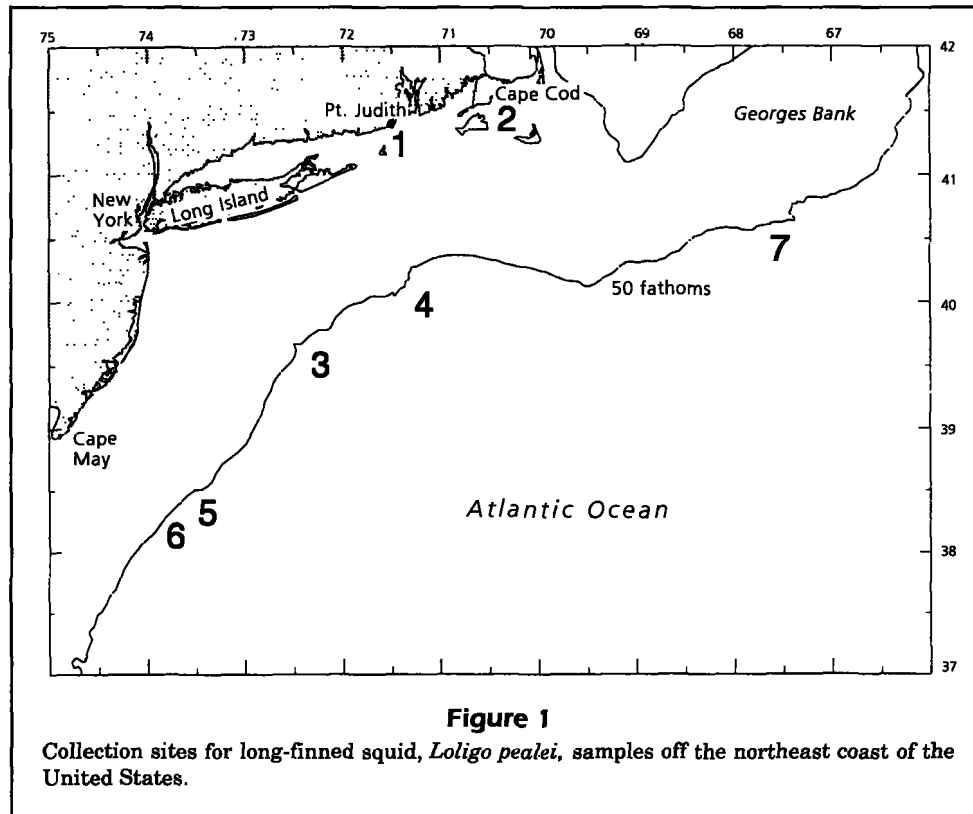 75 74 73 72 71 70 69 68 67 42
Pt. Judith
Cape Cod
Georges Bank
1
2
41
New
York
Long Island
7
50 fathoms
4
40
3
39
Cape
May
5
Atlantic Ocean
6
38
37
Figure 1
Collection sites for long-finned squid, Loligo pealei, samples off the northeast coast of the
United States.